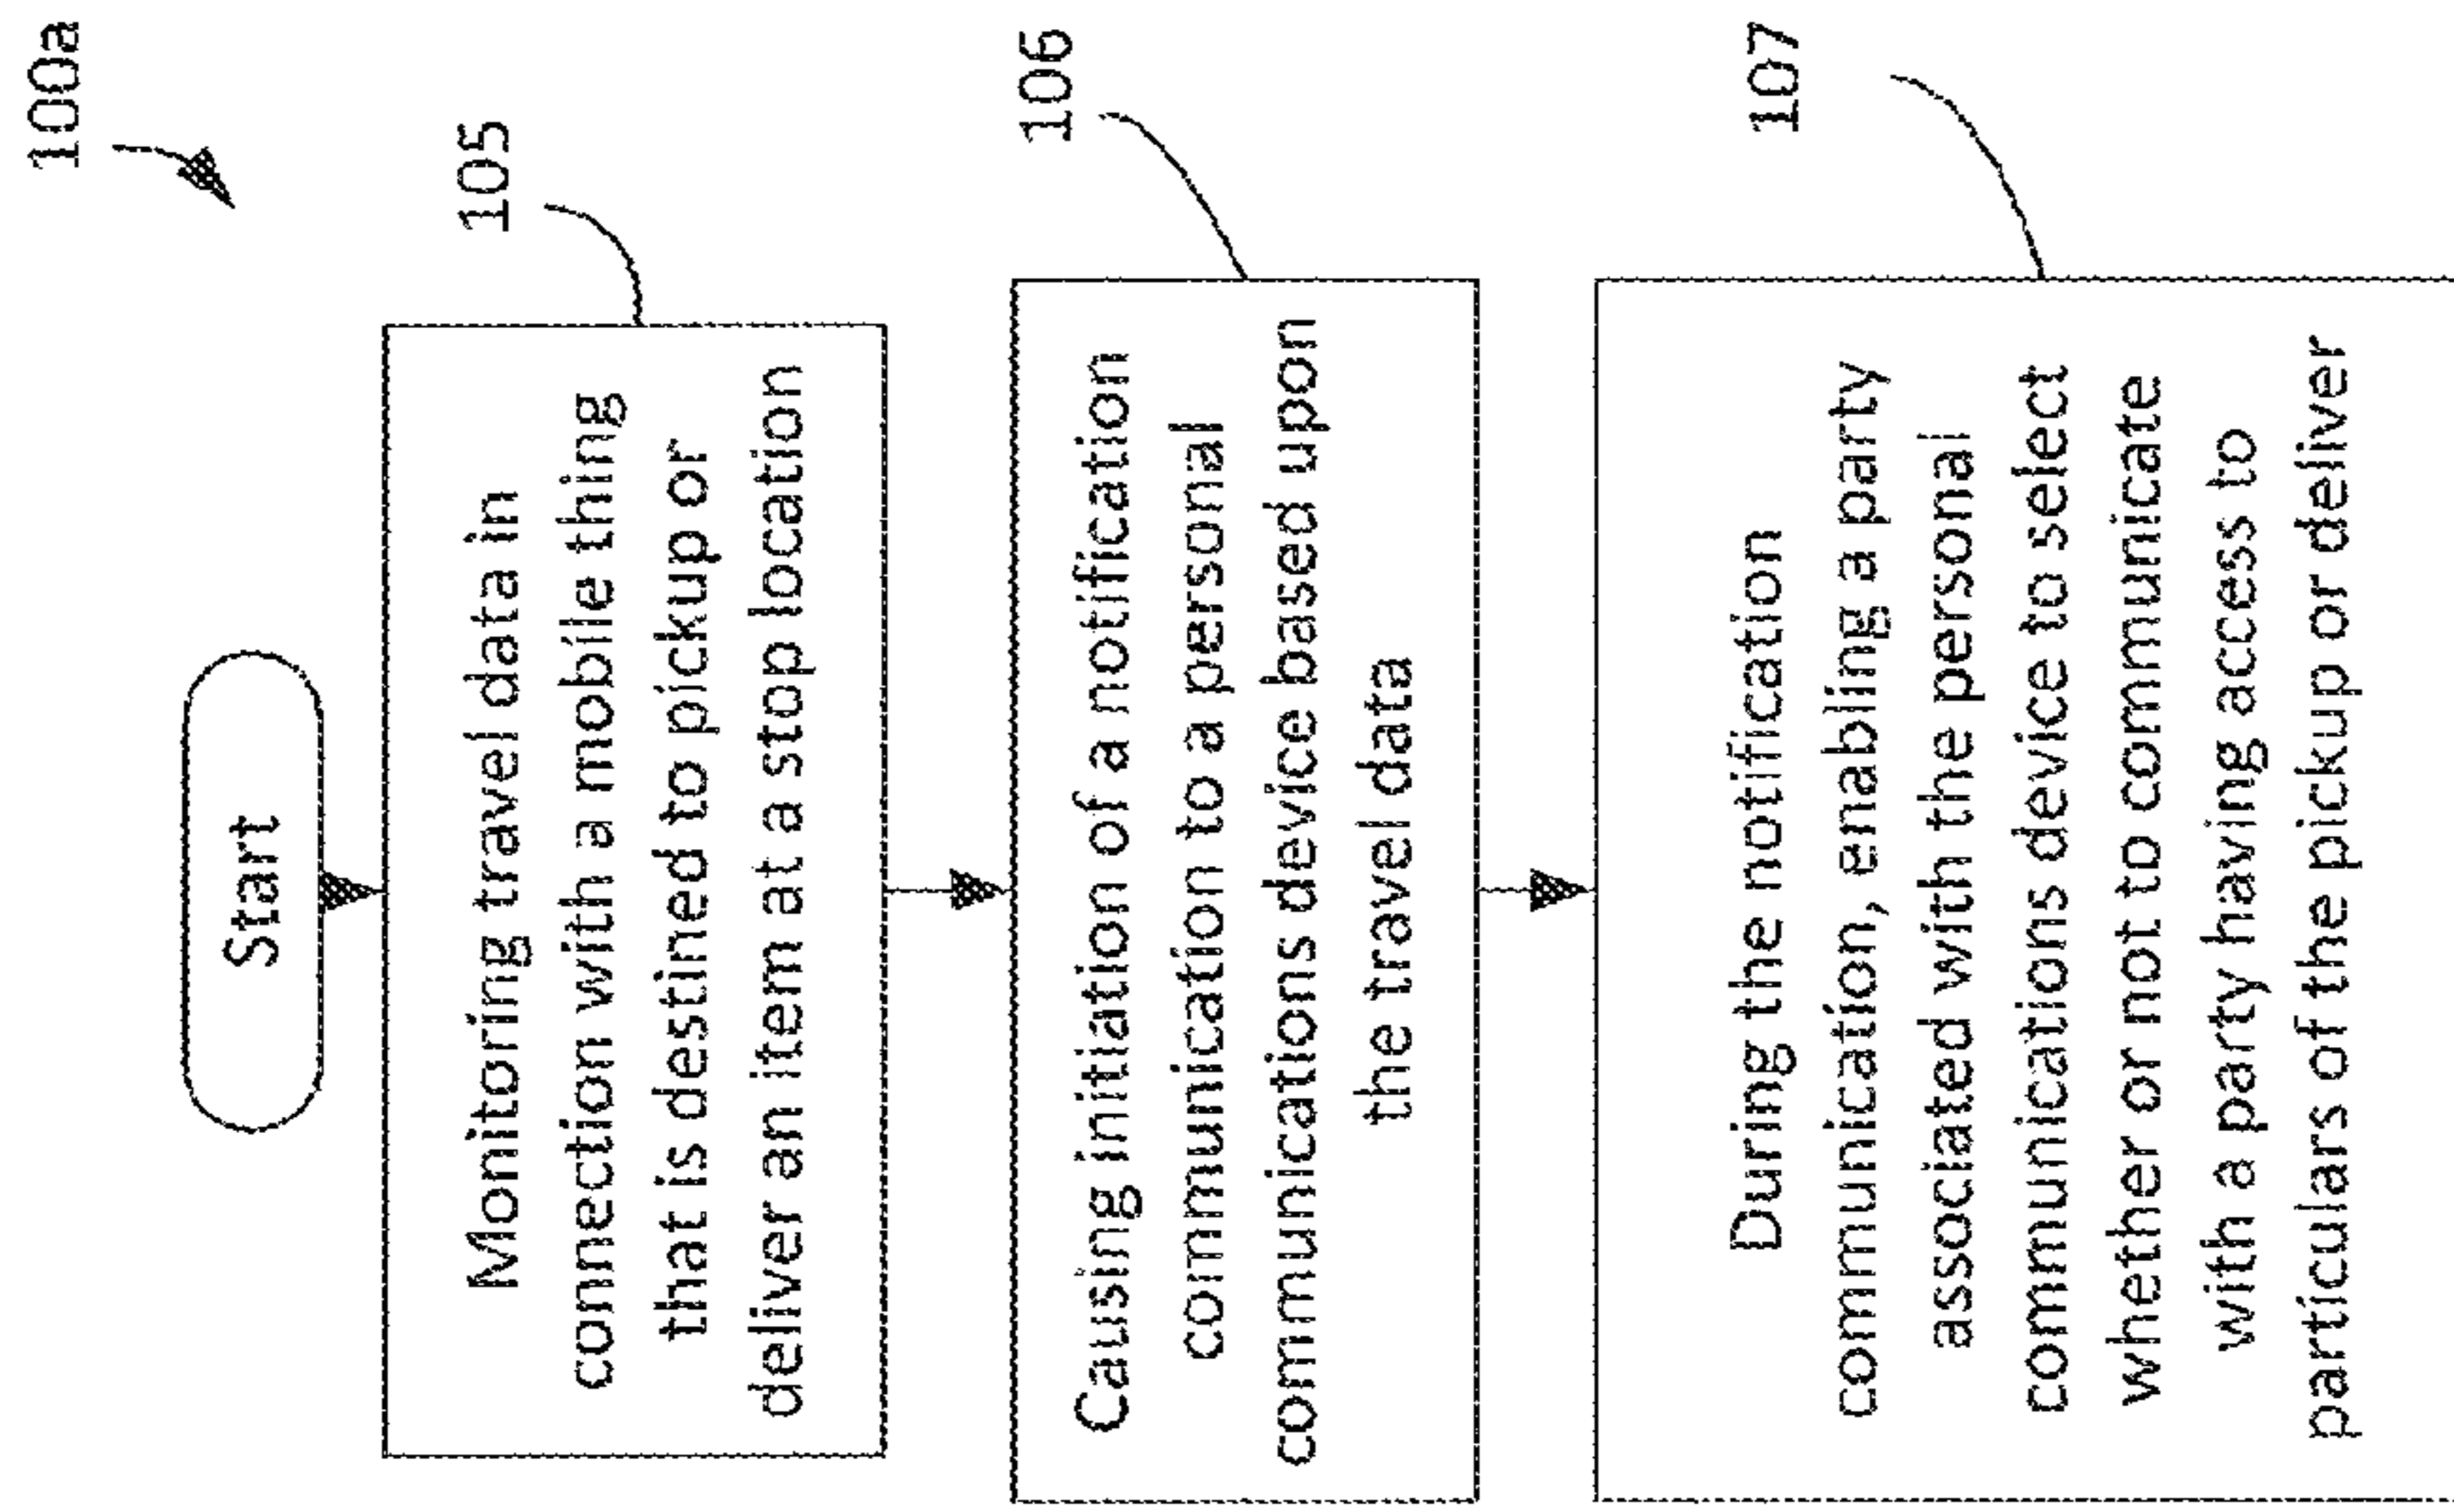 100a
Start
105
Monitoring travel data in
connection with a mobile thing
that is destined to pickup or
deliver an item at a stop location
106
Causing initiation of a notification
communication to a personal
communications device based upon
the travel data
107
During the notification
communication, enabling a party
associated with the personal
communications device to select
whether or not to communicate
with a party having access to
particulars of the pickup or deliver